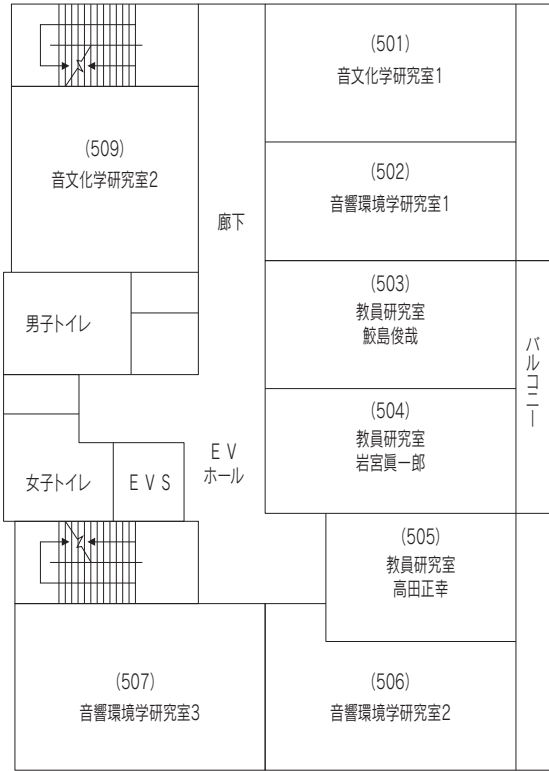 (501)
音文化学研究室1
(509)
音文化学研究室2
(502)
音響環境学研究室1
廊下
(503)
教員研究室
鮫島俊哉
男子トイレ
バルコニー
(504)
教員研究室
岩宮眞一郎
EV
ホール
女子トイレ
EVS
(505)
教員研究室
高田正幸
(507)
音響環境学研究室3
(506)
音響環境学研究室2